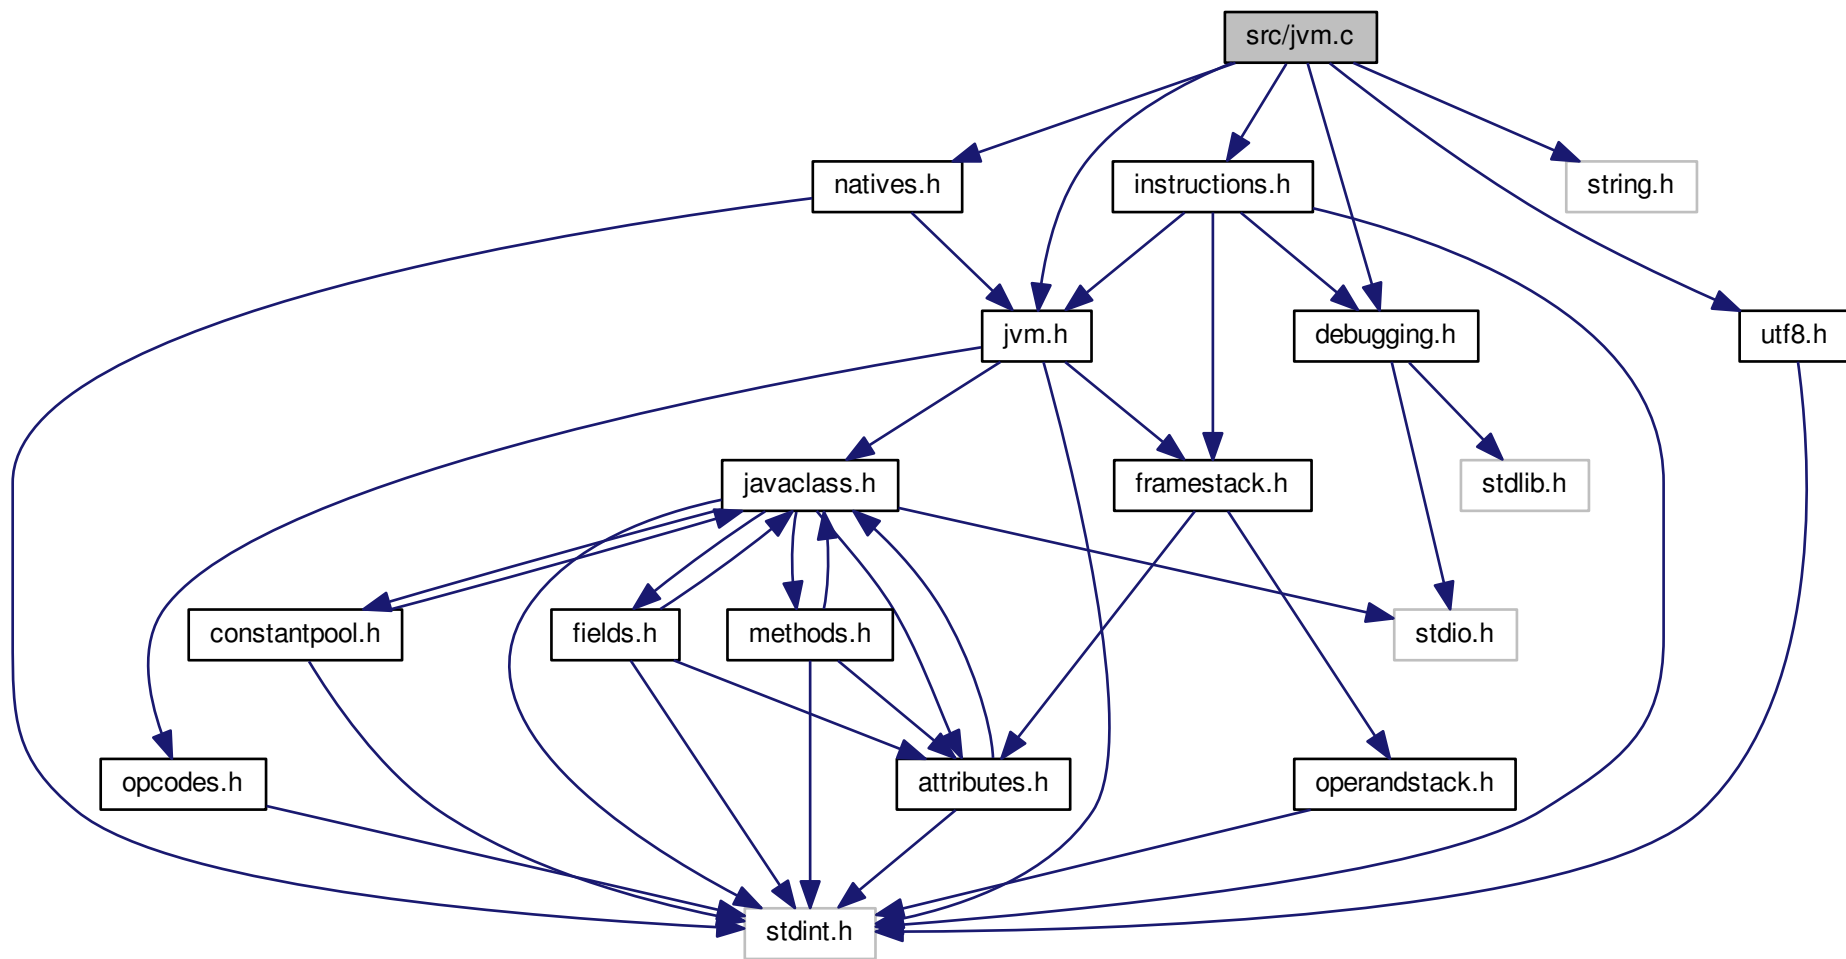 src/jvm.c
natives.h
instructions.h
string.h
jvm.h
debugging.h
utf8.h
javaclass.h
framestack.h
stdlib.h
constantpool.h
fields.h
methods.h
stdio.h
opcodes.h
attributes.h
operandstack.h
stdint.h